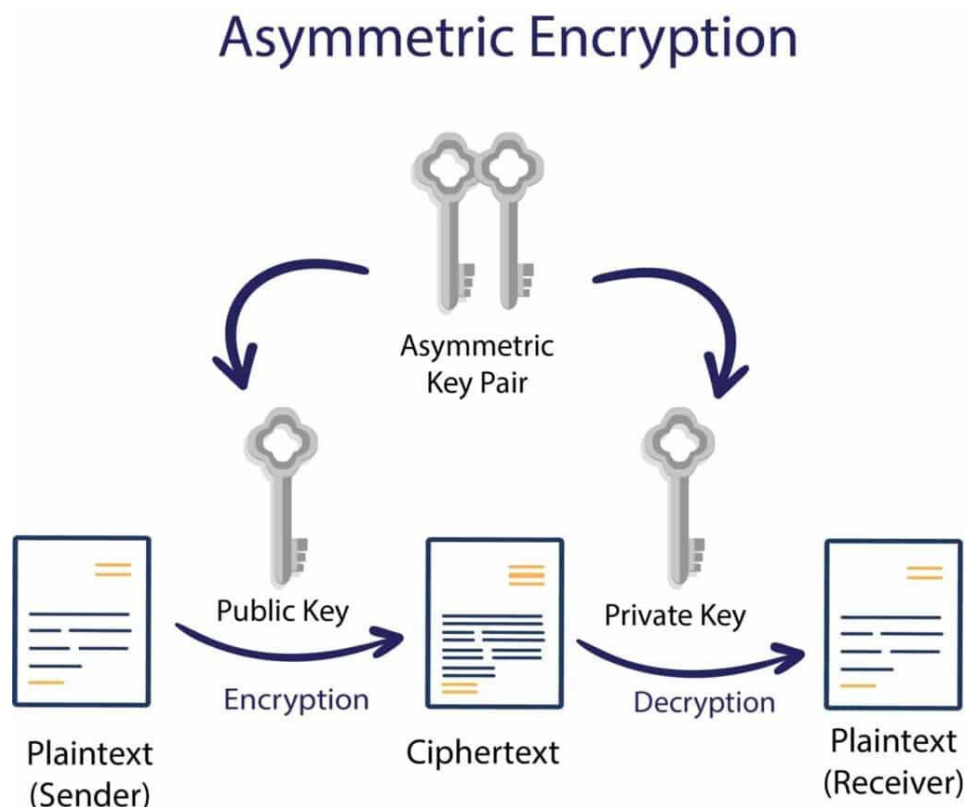 Asymmetric Encryption
Asymmetric
Key Pair
Public Key
Private Key
Encryption
Decryption
Plaintext
(Sender)
Ciphertext
Plaintext
(Receiver)